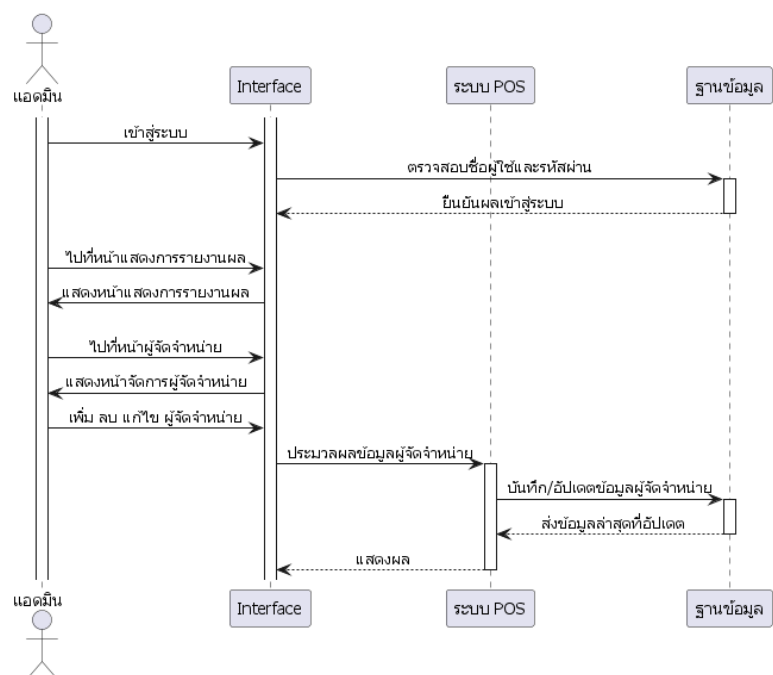 แอดมิน
Interface
ระบบ POS
ฐานข้อมูล
เข้าสู่ระบบ
ตรวจสอบชื่อผู้ใช้และรหัสผ่าน
ยืนยันผลเข้าสู่ระบบ
ไปที่หน้าแสดงการรายงานผล
แสดงหน้าแสดงการรายงานผล
ไปที่หน้าผู้จัดจำหน่าย
แสดงหน้าจัดการผู้จัดจำหน่าย
เพิ่ม ลบ แก้ไข ผู้จัดจำหน่าย
ประมวลผลข้อมูลผู้จัดจำหน่าย
บันทึก/อัปเดตข้อมูลผู้จัดจำหน่าย
ส่งข้อมูลล่าสุดที่อัปเดต
แสดงผล
แอดมิน
Interface
ระบบ POS
ฐานข้อมูล